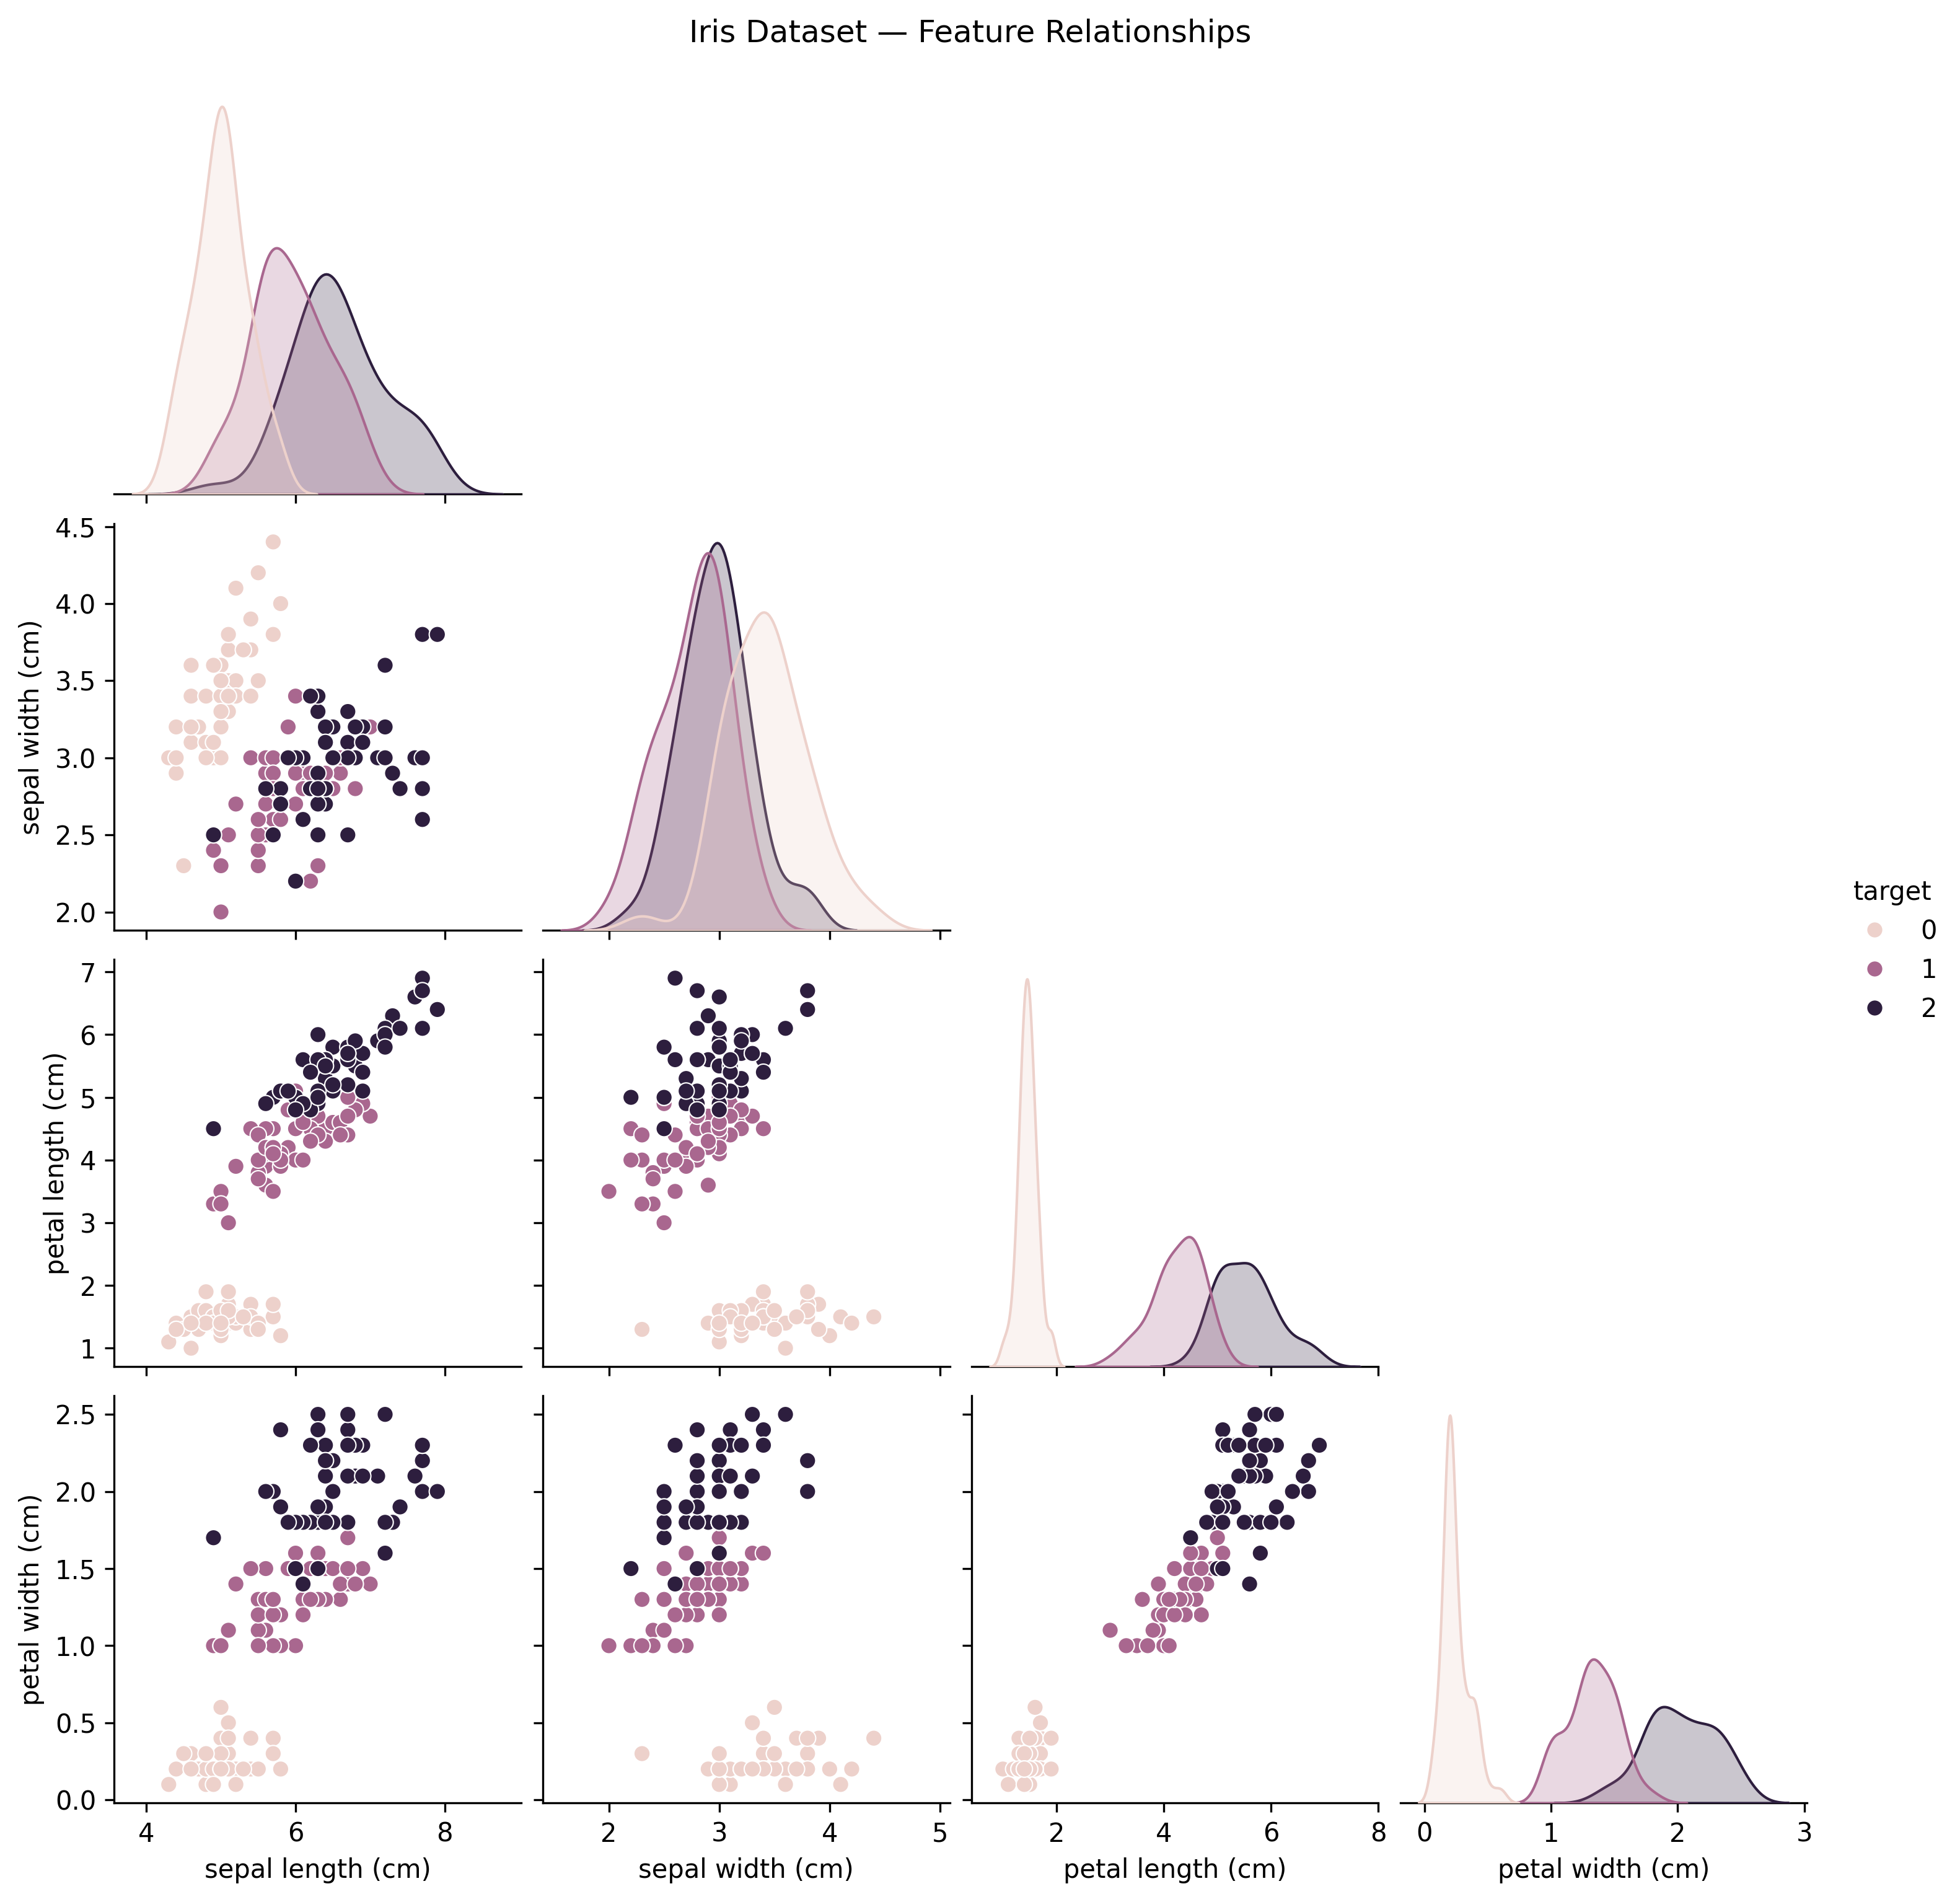 Iris Dataset — Feature Relationships
4.5
4.0
3.5
3.0
2.5
2.0
sepal width (cm)
target
0
1
2
7
6
5
4
3
2
1
petal length (cm)
2.5
2.0
1.5
1.0
0.5
0.0
petal width (cm)
4 6 8
sepal length (cm)
2 3 4 5
sepal width (cm)
2 4 6 8
petal length (cm)
0 1 2 3
petal width (cm)